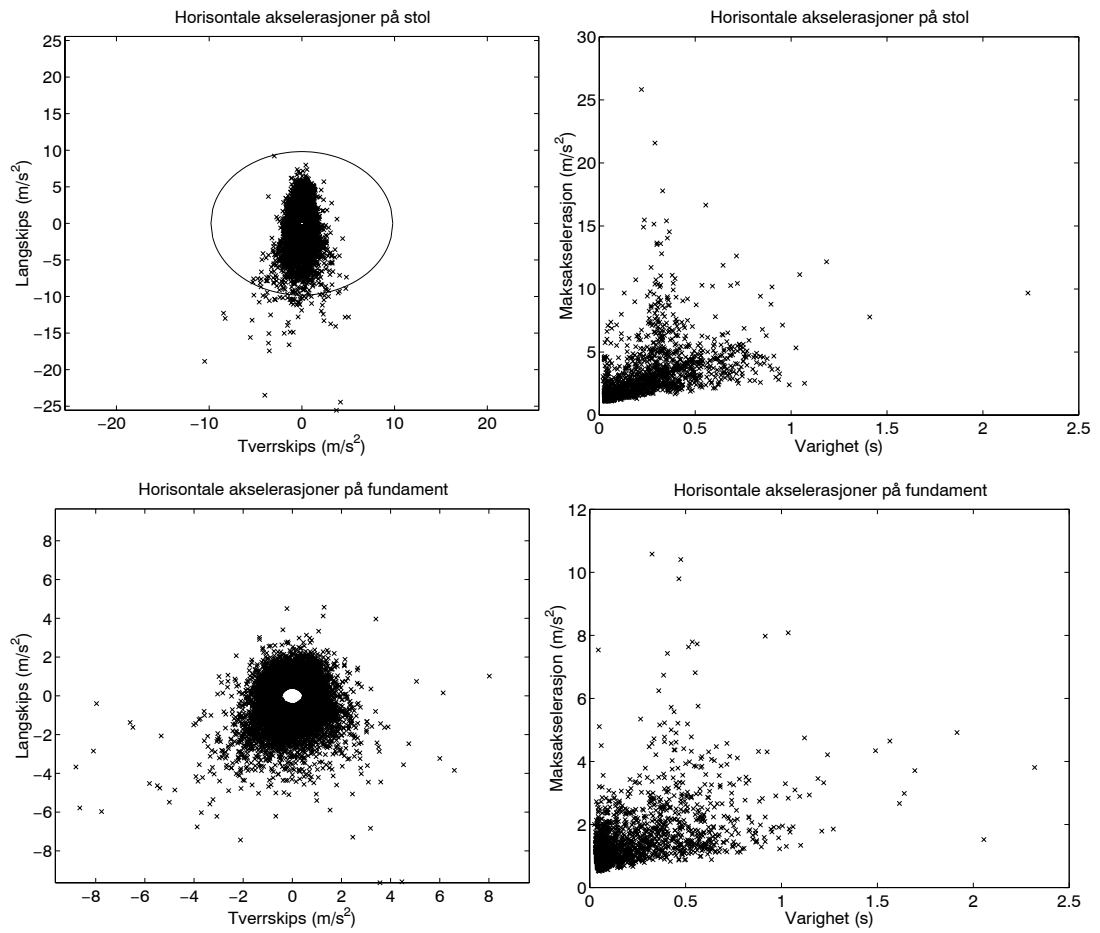 Horisontale akselerasjoner på stol
25
20
15
10
5
0
−5
−10
−15
−20
−25
Langskips (m/s²)
−20 −10 0 10 20
Tverrskips (m/s²)
Horisontale akselerasjoner på stol
30
25
20
15
10
5
0
Maksakselerasjon (m/s²)
0 0.5 1 1.5 2 2.5
Varighet (s)
Horisontale akselerasjoner på fundament
8
6
4
2
0
−2
−4
−6
−8
Langskips (m/s²)
−8 −6 −4 −2 0 2 4 6 8
Tverrskips (m/s²)
Horisontale akselerasjoner på fundament
12
10
8
6
4
2
0
Maksakselerasjon (m/s²)
0 0.5 1 1.5 2 2.5
Varighet (s)